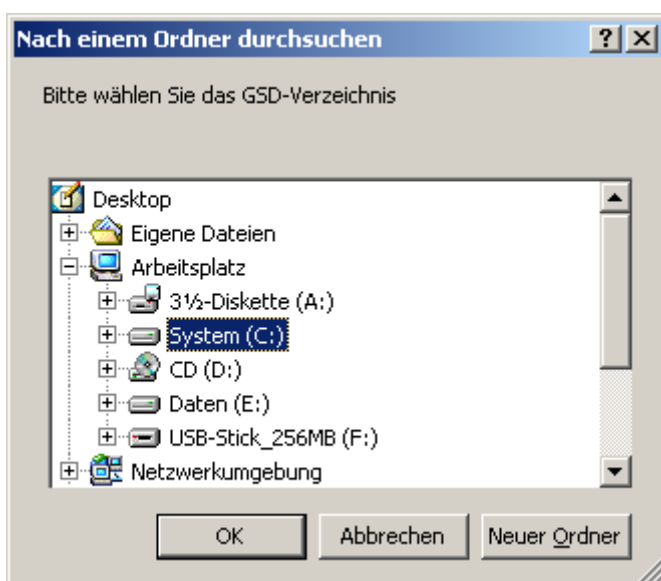 Nach einem Ordner durchsuchen
Bitte wählen Sie das GSD-Verzeichnis
Desktop
Eigene Dateien
Arbeitsplatz
3½-Diskette (A:)
System (C:)
CD (D:)
Daten (E:)
USB-Stick_256MB (F:)
Netzwerkumgebung
OK Abbrechen Neuer Ordner